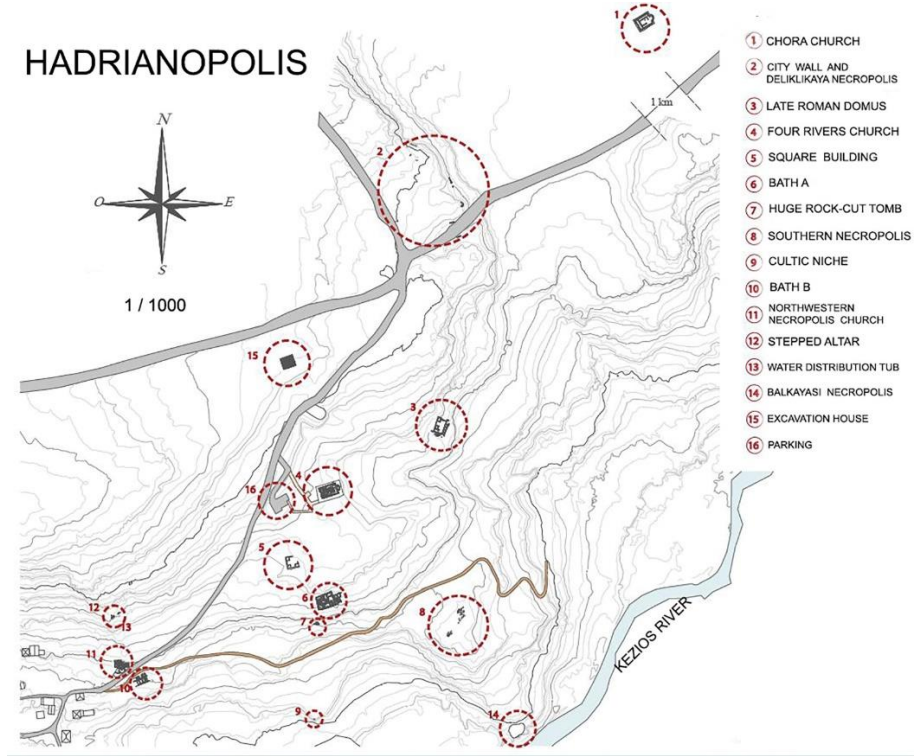 HADRIANOPOLIS
N
O
E
S
1 / 1000
1 km
KEZIOS RIVER
1
2
3
4
5
6
7
8
9
10
11
12
13
14
15
16
1 CHORA CHURCH
2 CITY WALL AND
DELIKLIKAYA NECROPOLIS
3 LATE ROMAN DOMUS
4 FOUR RIVERS CHURCH
5 SQUARE BUILDING
6 BATH A
7 HUGE ROCK-CUT TOMB
8 SOUTHERN NECROPOLIS
9 CULTIC NICHE
10 BATH B
11 NORTHWESTERN
NECROPOLIS CHURCH
12 STEPPED ALTAR
13 WATER DISTRIBUTION TUB
14 BALKAYASI NECROPOLIS
15 EXCAVATION HOUSE
16 PARKING